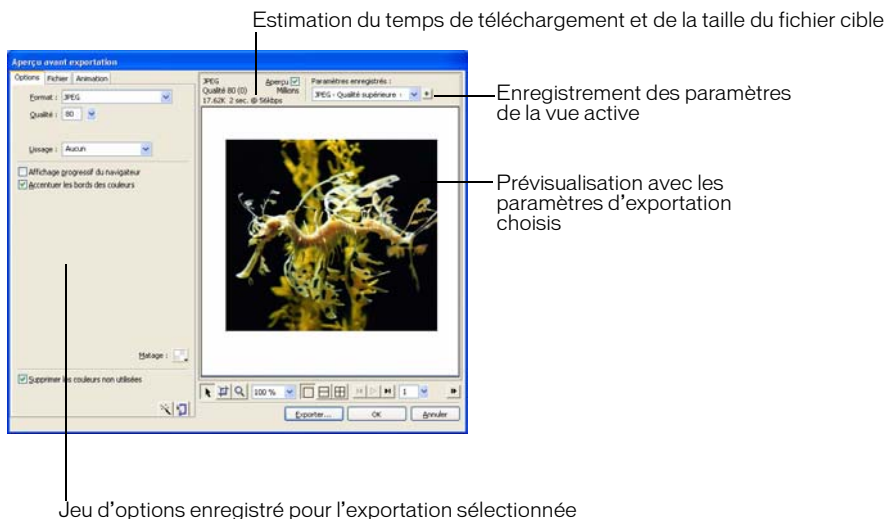 Estimation du temps de téléchargement et de la taille du fichier cible
Aperçu avant exportation
Options Fichier Animation
Format : JPEG
Qualité : 80
Lissage : Aucun
Affichage progressif du navigateur
Accentuer les bords des couleurs
Matage :
Supprimer les couleurs non utilisées
JPEG
Qualité 80 (0)
17.62K 2 sec. @ 56kbps
Aperçu
Millions
Paramètres enregistrés :
JPEG - Qualité supérieure
100 %
1
Exporter... OK Annuler
Enregistrement des paramètres
de la vue active
Prévisualisation avec les
paramètres d'exportation
choisis
Jeu d'options enregistré pour l'exportation sélectionnée